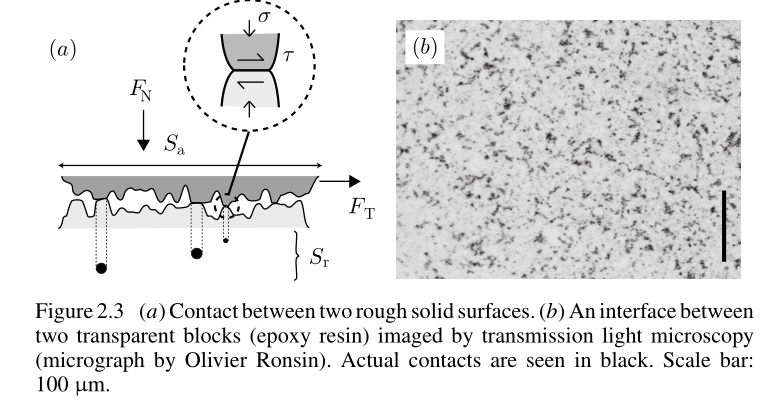 (a)
σ
τ
F_N
S_a
F_T
S_r
(b)
Figure 2.3 (a) Contact between two rough solid surfaces. (b) An interface between
two transparent blocks (epoxy resin) imaged by transmission light microscopy
(micrograph by Olivier Ronsin). Actual contacts are seen in black. Scale bar:
100 μm.